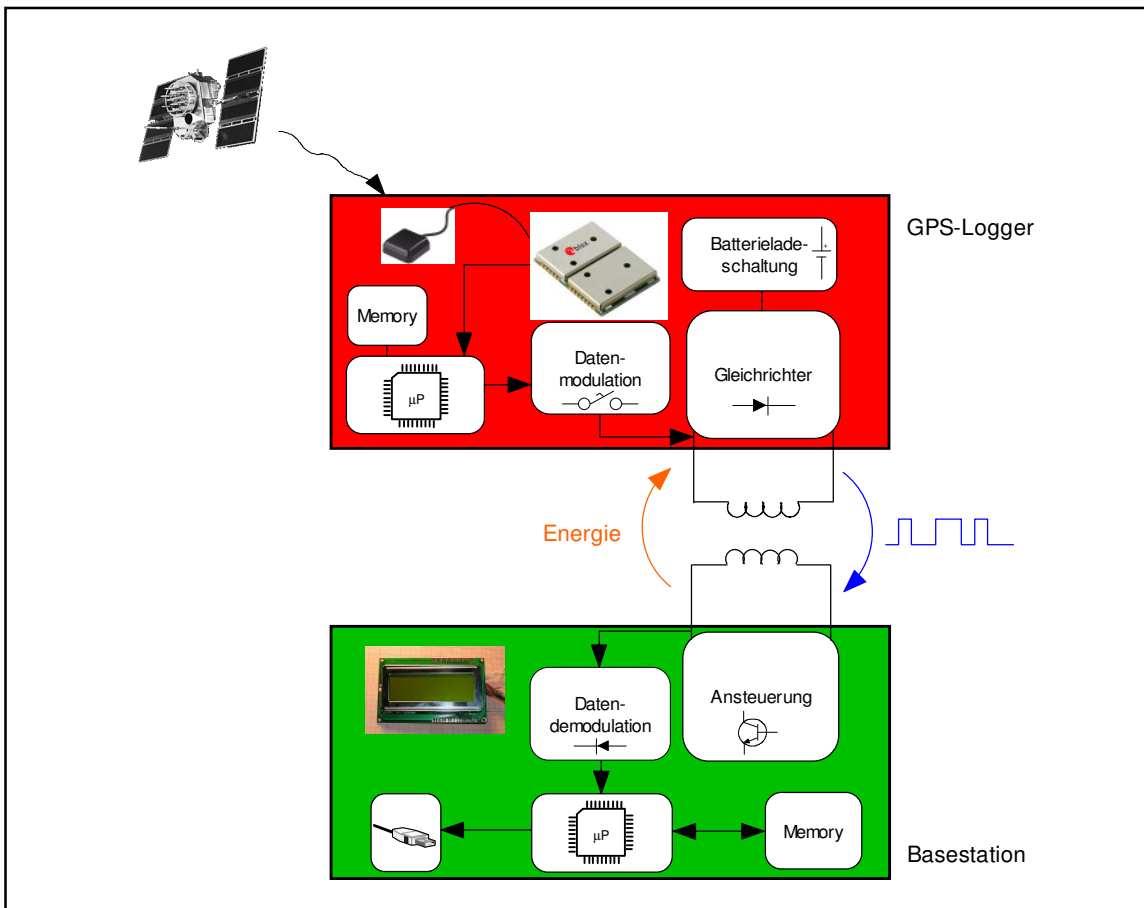 GPS-Logger
Batterielade-
schaltung
Memory
Daten-
modulation
Gleichrichter
µP
Energie
Daten-
demodulation
Ansteuerung
µP
Memory
Basestation